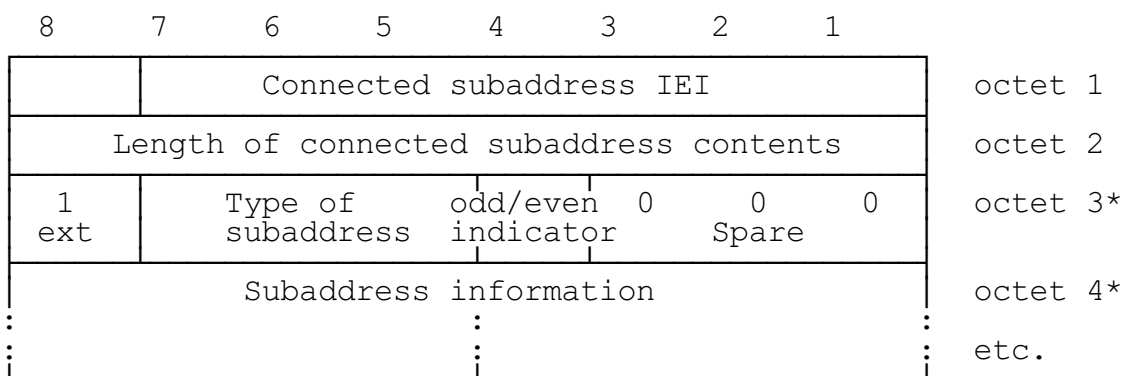 8 7 6 5 4 3 2 1
Connected subaddress IEI octet 1
Length of connected subaddress contents octet 2
1 Type of odd/even 0 0 0 octet 3*
ext subaddress indicator Spare
Subaddress information octet 4*
: : :
: : : etc.